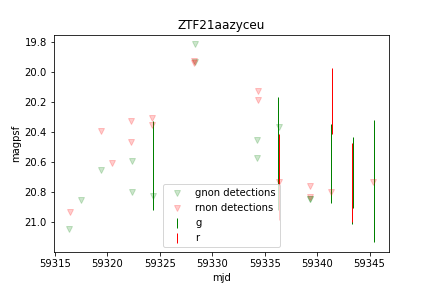 ZTF21aazyceu
19.8
20.0
20.2
20.4
20.6
20.8
21.0
magpsf
gnon detections
rnon detections
g
r
59315 59320 59325 59330 59335 59340 59345
mjd